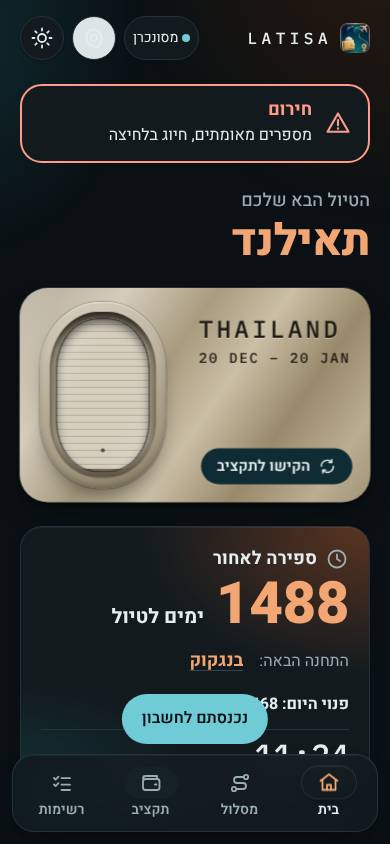 LATISA
מסונכרן
חירום
מספרים מאומתים, חיוג בלחיצה
הטיול הבא שלכם
תאילנד
THAILAND
20 DEC – 20 JAN
הקישו לתקציב
ספירה לאחור
1488 ימים לטיול
התחנה הבאה: בנגקוק
פנוי היום:
נכנסתם לחשבון
בית
מסלול
תקציב
רשימות